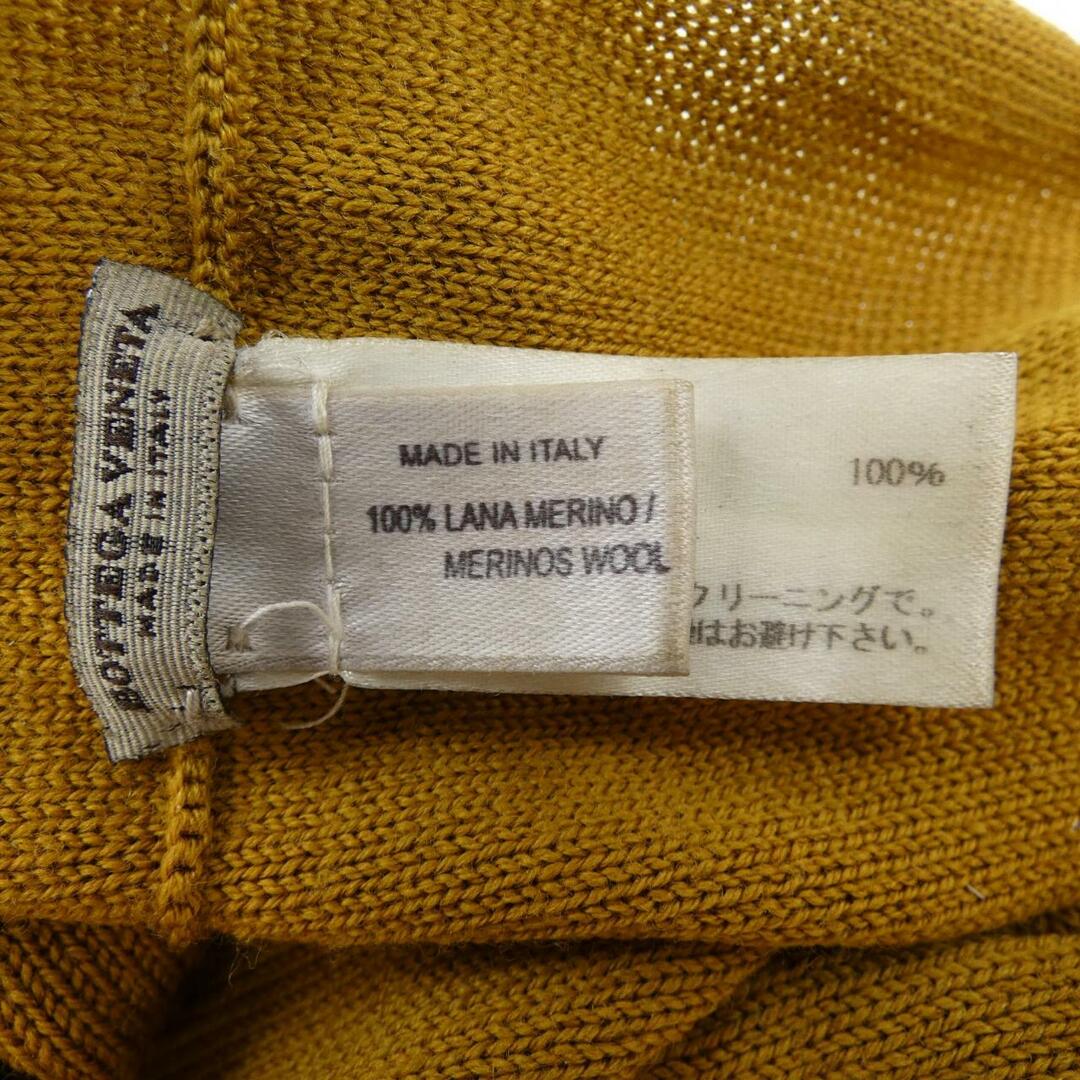 BOTTEGA VENETA
MADE IN ITALY
MADE IN ITALY
100% LANA MERINO /
MERINOS WOOL
100%
クリーニングで。
はお避け下さい。